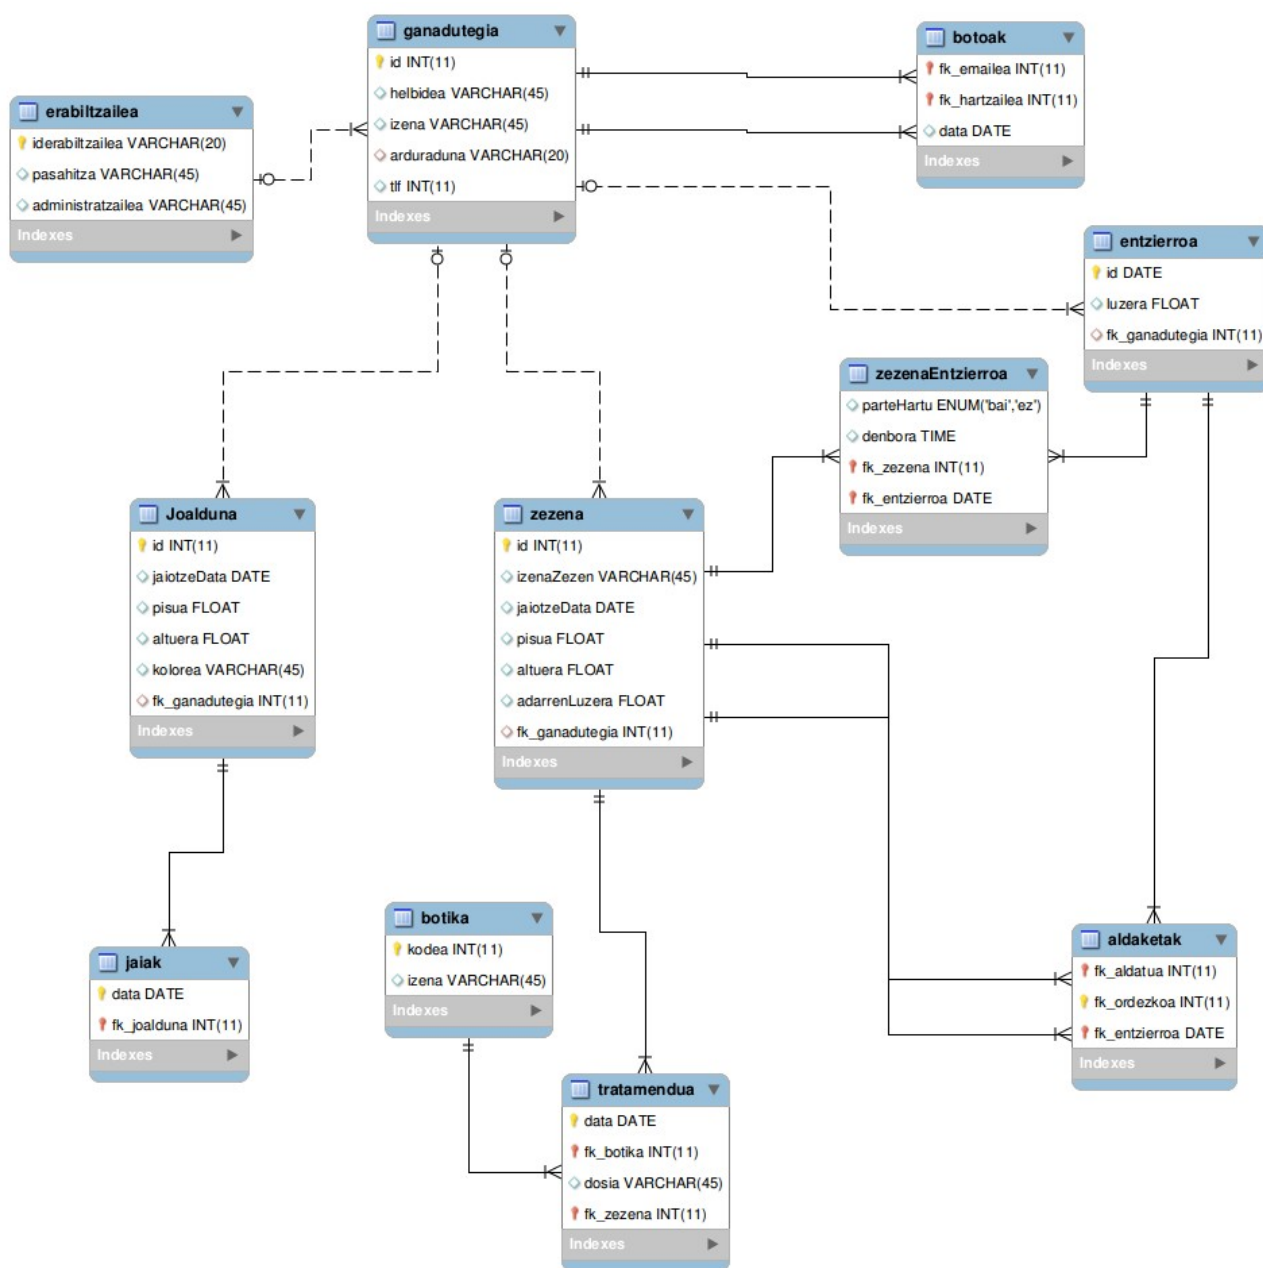 ganadutegia
id INT(11)
helbidea VARCHAR(45)
izena VARCHAR(45)
arduraduna VARCHAR(20)
tlf INT(11)
Indexes
botoak
fk_emailea INT(11)
fk_hartzailea INT(11)
data DATE
Indexes
erabiltzailea
iderabiltzailea VARCHAR(20)
pasahitza VARCHAR(45)
administratzailea VARCHAR(45)
Indexes
entzierroa
id DATE
luzera FLOAT
fk_ganadutegia INT(11)
Indexes
zezenaEntzierroa
parteHartu ENUM('bai','ez')
denbora TIME
fk_zezena INT(11)
fk_entzierroa DATE
Indexes
Joalduna
id INT(11)
jaiotzeData DATE
pisua FLOAT
altuera FLOAT
kolorea VARCHAR(45)
fk_ganadutegia INT(11)
Indexes
zezena
id INT(11)
izenaZezen VARCHAR(45)
jaiotzeData DATE
pisua FLOAT
altuera FLOAT
adarrenLuzera FLOAT
fk_ganadutegia INT(11)
Indexes
botika
kodea INT(11)
izena VARCHAR(45)
Indexes
jaiak
data DATE
fk_joalduna INT(11)
Indexes
aldaketak
fk_aldatua INT(11)
fk_ordezkoa INT(11)
fk_entzierroa DATE
Indexes
tratamendua
data DATE
fk_botika INT(11)
dosia VARCHAR(45)
fk_zezena INT(11)
Indexes